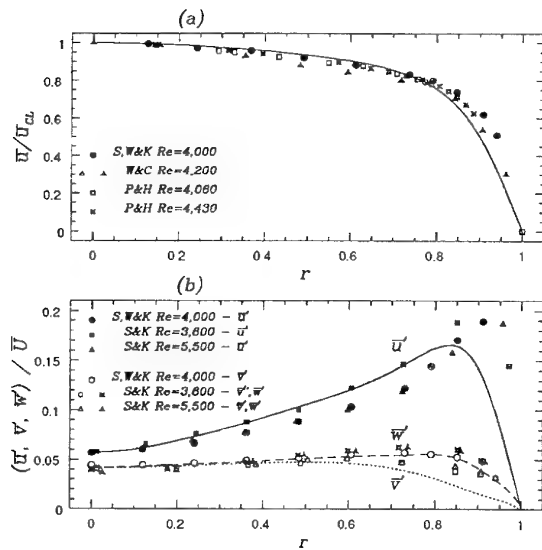 (a)
1
0.8
0.6
0.4
0.2
0
u̅/u̅CL
S,W&K Re=4,000
W&C Re=4,200
P&H Re=4,060
P&H Re=4,430
0 0.2 0.4 0.6 0.8 1
r
(b)
0.2
0.15
0.1
0.05
0
(u̅', v̅', w̅') / U̅
S,W&K Re=4,000 - u̅'
S&K Re=3,600 - u̅'
S&K Re=5,500 - u̅'
S,W&K Re=4,000 - v̅'
S&K Re=3,600 - v̅',w̅'
S&K Re=5,500 - v̅',w̅'
u̅'
w̅'
v̅'
0 0.2 0.4 0.6 0.8 1
r